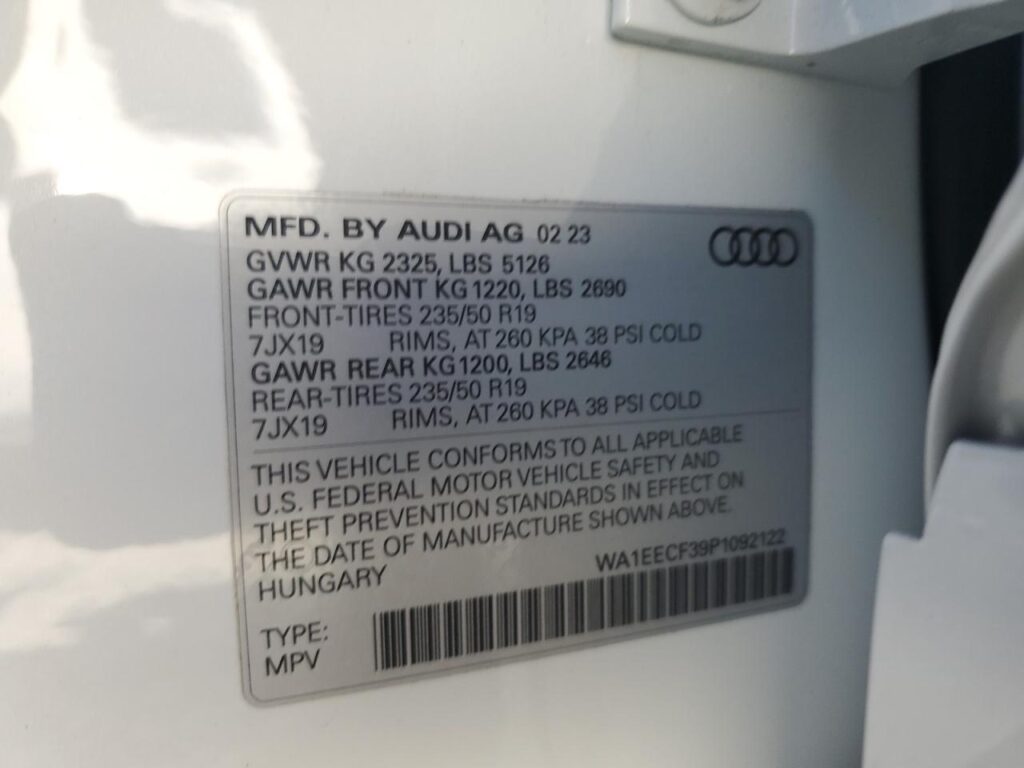 MFD. BY AUDI AG 02 23
GVWR KG 2325, LBS 5126
GAWR FRONT KG 1220, LBS 2690
FRONT-TIRES 235/50 R19
7JX19 RIMS, AT 260 KPA 38 PSI COLD
GAWR REAR KG 1200, LBS 2646
REAR-TIRES 235/50 R19
7JX19 RIMS, AT 260 KPA 38 PSI COLD
THIS VEHICLE CONFORMS TO ALL APPLICABLE
U.S. FEDERAL MOTOR VEHICLE SAFETY AND
THEFT PREVENTION STANDARDS IN EFFECT ON
THE DATE OF MANUFACTURE SHOWN ABOVE.
HUNGARY
WA1EECF39P1092122
TYPE:
MPV